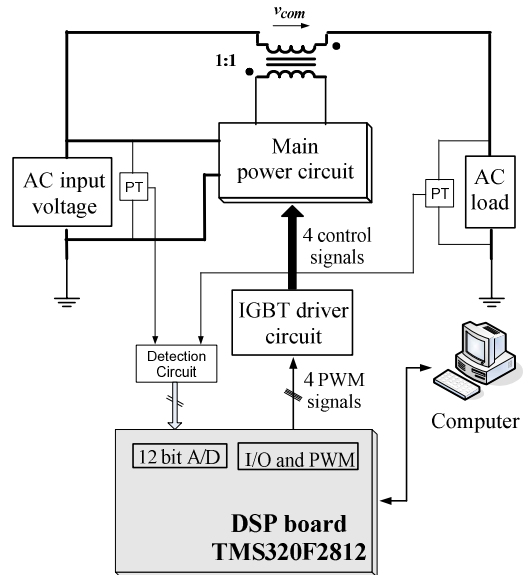 v_com
1:1
Main
power circuit
AC input
voltage
PT
PT
AC
load
4 control
signals
IGBT driver
circuit
Detection
Circuit
4 PWM
signals
Computer
12 bit A/D
I/O and PWM
DSP board
TMS320F2812